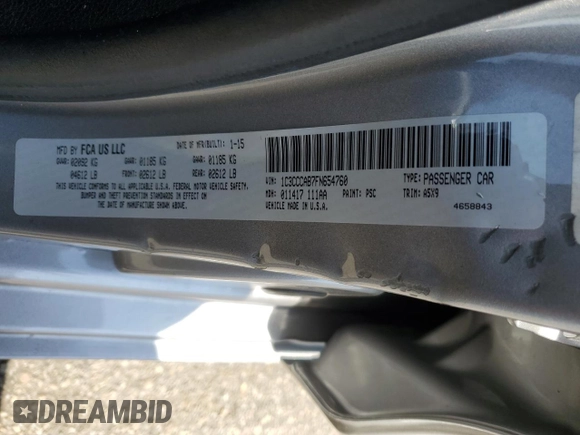 MFD BY FCA US LLC
DATE OF MFR(BUILT): 1-15
GVWR: 02092 KG
GAWR: 01185 KG
GAWR: 01185 KG
04612 LB
FRONT: 02612 LB
REAR: 02612 LB
THIS VEHICLE CONFORMS TO ALL APPLICABLE U.S.A. FEDERAL MOTOR VEHICLE SAFETY,
BUMPER AND THEFT PREVENTION STANDARDS IN EFFECT ON
THE DATE OF MANUFACTURE SHOWN ABOVE.
VIN: 1C3CCCAB7FN654760
TYPE: PASSENGER CAR
MDH: 011417 111AA
PAINT: PSC
TRIM: A5X9
VEHICLE MADE IN U.S.A.
4658843
DREAMBID